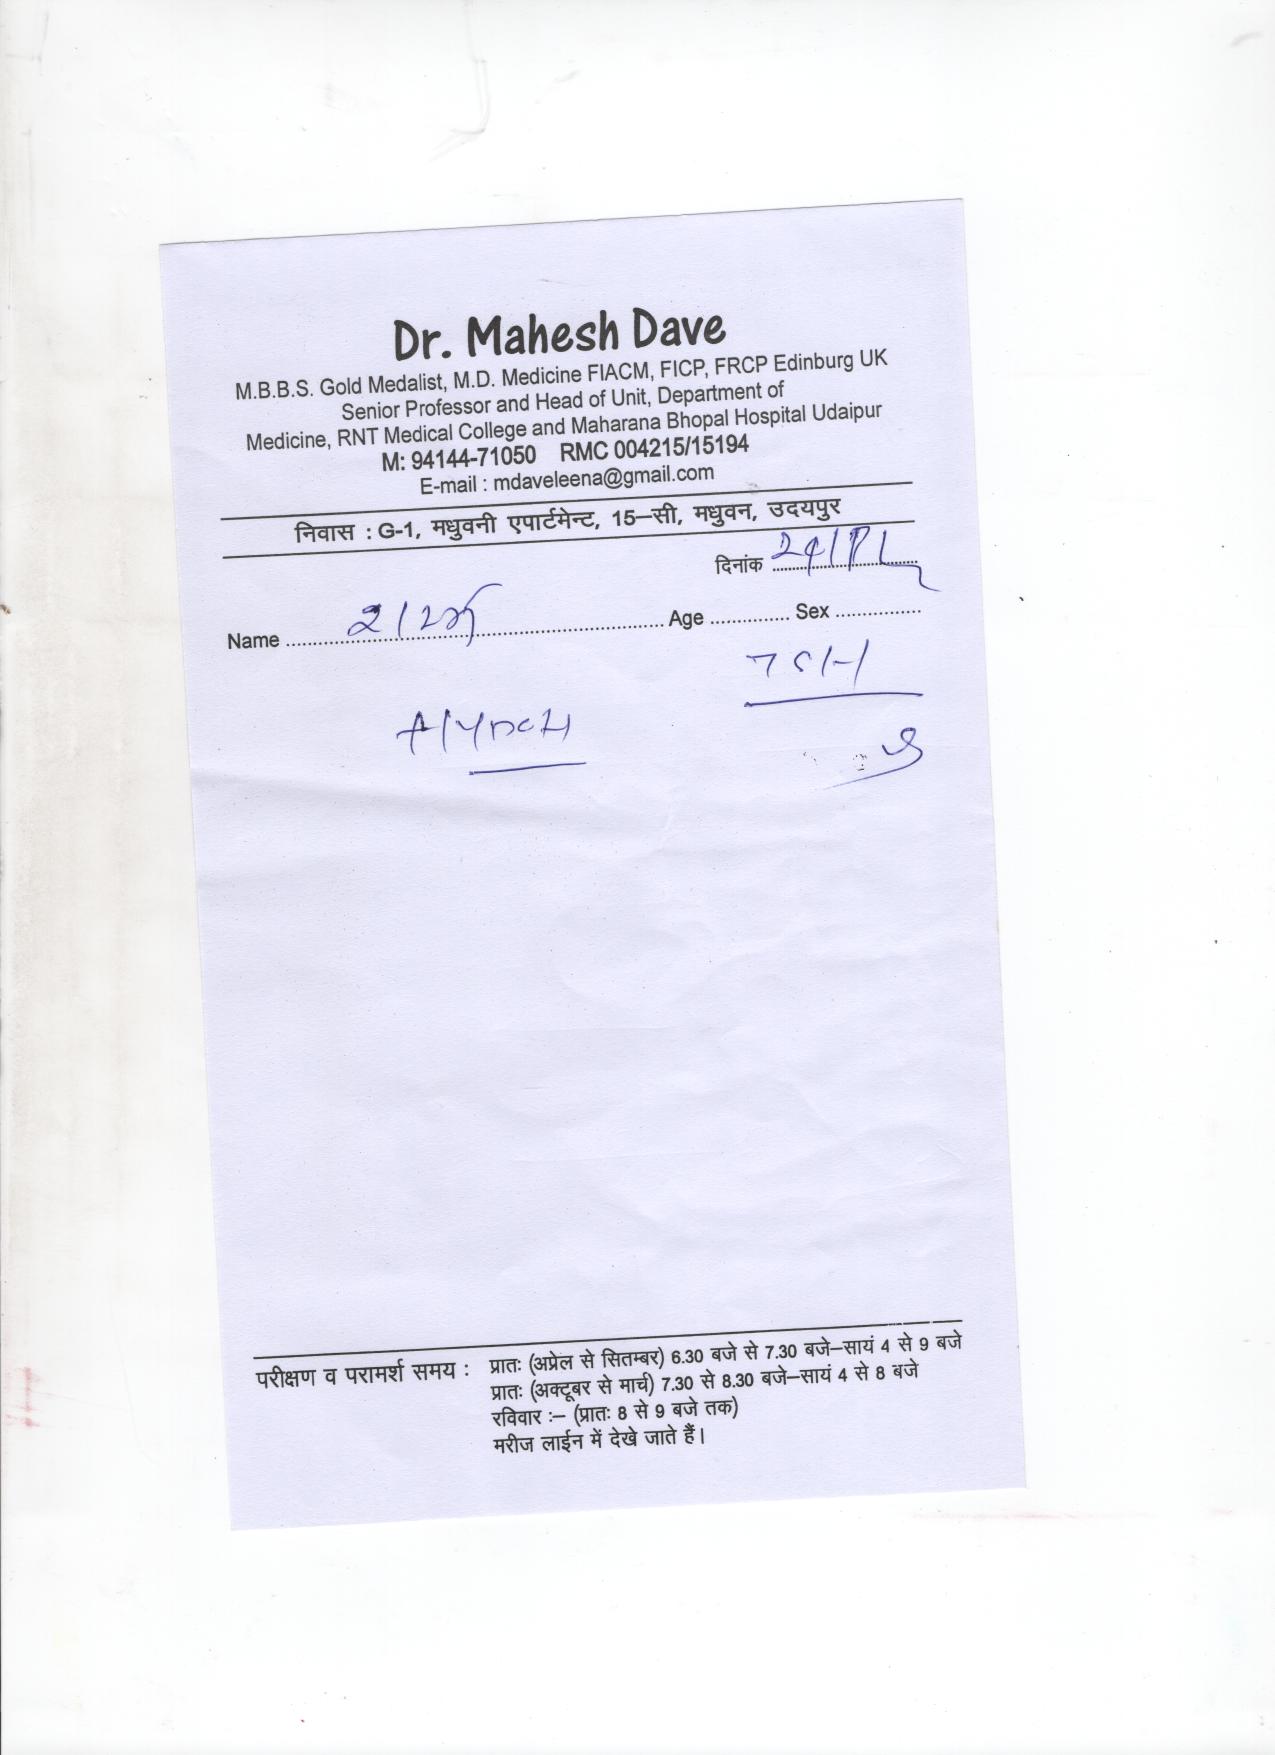 Dr. Mahesh Dave
M.B.B.S. Gold Medalist, M.D. Medicine FIACM, FICP, FRCP Edinburg UK
Senior Professor and Head of Unit, Department of
Medicine, RNT Medical College and Maharana Bhopal Hospital Udaipur
M: 94144-71050 RMC 004215/15194
E-mail : mdaveleena@gmail.com
निवास : G-1, मधुवनी एपार्टमेन्ट, 15–सी, मधुवन, उदयपुर
दिनांक ....................
Name .................... Age ............... Sex ................
TSH
परीक्षण व परामर्श समय : प्रातः (अप्रेल से सितम्बर) 6.30 बजे से 7.30 बजे–सायं 4 से 9 बजे
प्रातः (अक्टूबर से मार्च) 7.30 से 8.30 बजे–सायं 4 से 8 बजे
रविवार :– (प्रातः 8 से 9 बजे तक)
मरीज लाईन में देखे जाते हैं।